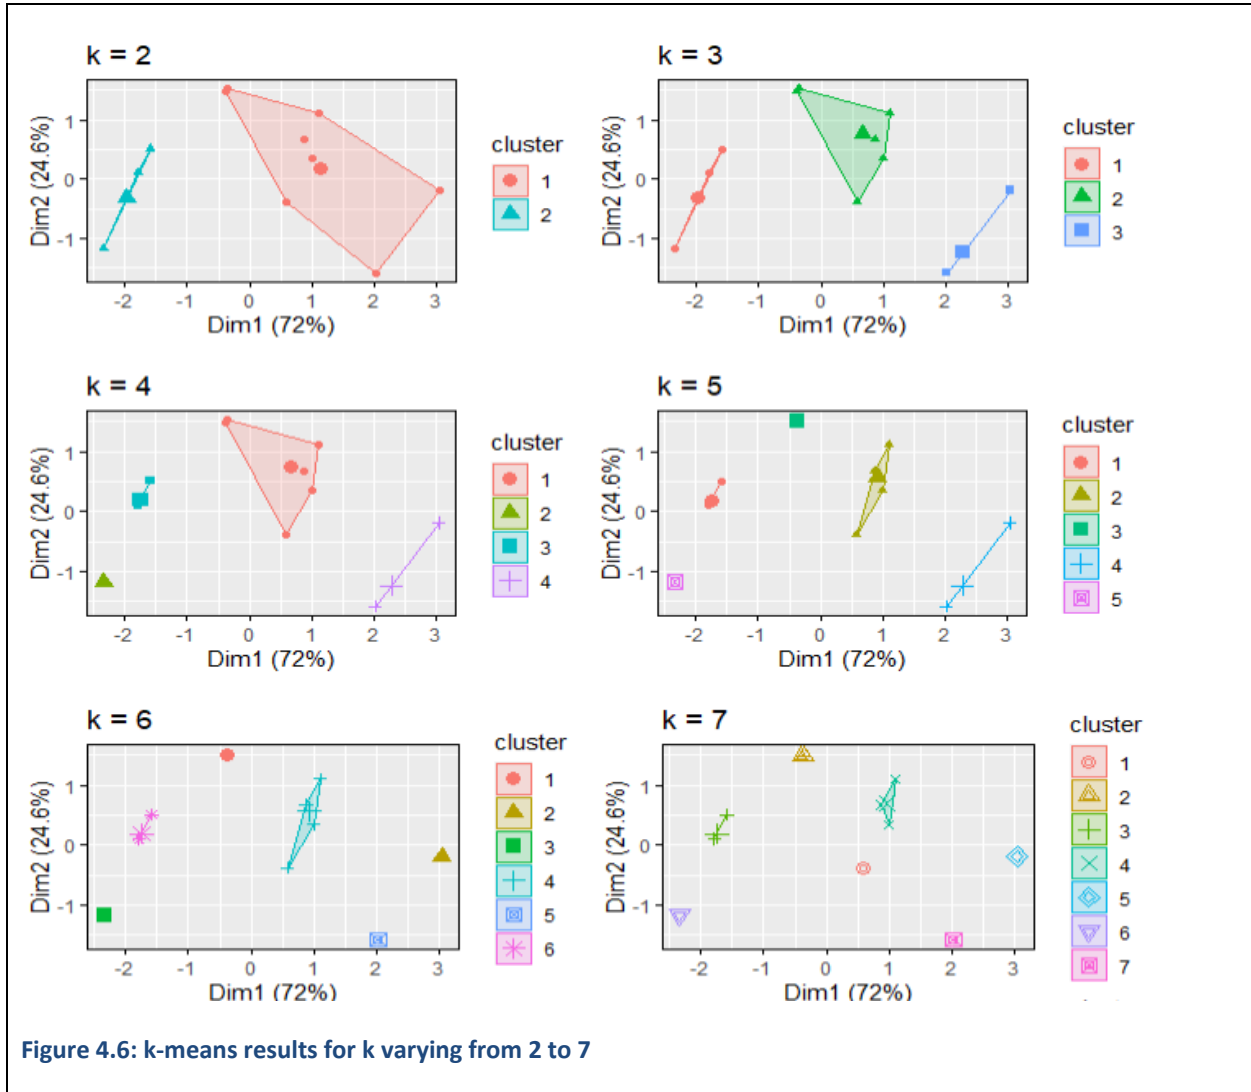 k = 2
Dim2 (24.6%)
1
0
-1
-2 -1 0 1 2 3
Dim1 (72%)
cluster
1
2
k = 3
Dim2 (24.6%)
1
0
-1
-2 -1 0 1 2 3
Dim1 (72%)
cluster
1
2
3
k = 4
Dim2 (24.6%)
1
0
-1
-2 -1 0 1 2 3
Dim1 (72%)
cluster
1
2
3
4
k = 5
Dim2 (24.6%)
1
0
-1
-2 -1 0 1 2 3
Dim1 (72%)
cluster
1
2
3
4
5
k = 6
Dim2 (24.6%)
1
0
-1
-2 -1 0 1 2 3
Dim1 (72%)
cluster
1
2
3
4
5
6
k = 7
Dim2 (24.6%)
1
0
-1
-2 -1 0 1 2 3
Dim1 (72%)
cluster
1
2
3
4
5
6
7
Figure 4.6: k-means results for k varying from 2 to 7